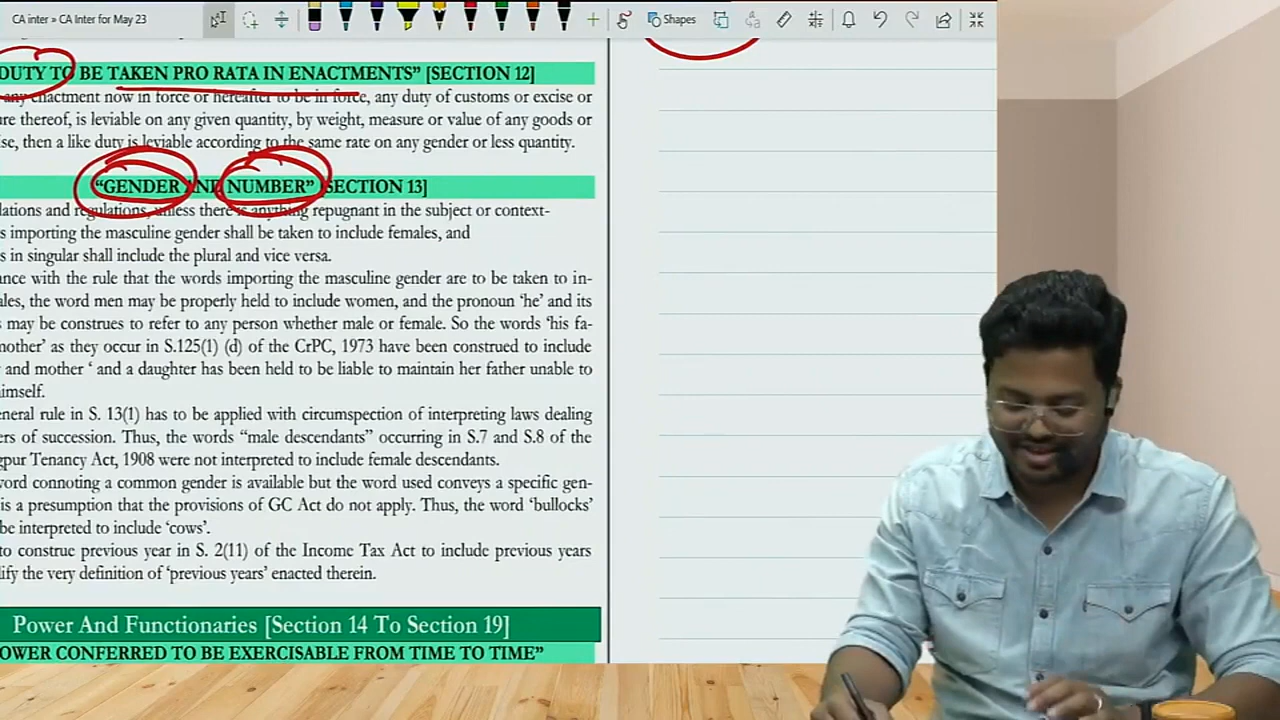 CA inter » CA Inter for May 23
Shapes
DUTY TO BE TAKEN PRO RATA IN ENACTMENTS” [SECTION 12]
any enactment now in force or hereafter to be in force, any duty of customs or excise or
ure thereof, is leviable on any given quantity, by weight, measure or value of any goods or
ise, then a like duty is leviable according to the same rate on any gender or less quantity.
“GENDER AND NUMBER” [SECTION 13]
lations and regulations, unless there is anything repugnant in the subject or context-
s importing the masculine gender shall be taken to include females, and
s in singular shall include the plural and vice versa.
ance with the rule that the words importing the masculine gender are to be taken to in-
ales, the word men may be properly held to include women, and the pronoun ‘he’ and its
s may be construes to refer to any person whether male or female. So the words ‘his fa-
mother’ as they occur in S.125(1) (d) of the CrPC, 1973 have been construed to include
r and mother ‘ and a daughter has been held to be liable to maintain her father unable to
himself.
eneral rule in S. 13(1) has to be applied with circumspection of interpreting laws dealing
ers of succession. Thus, the words “male descendants” occurring in S.7 and S.8 of the
gpur Tenancy Act, 1908 were not interpreted to include female descendants.
word connoting a common gender is available but the word used conveys a specific gen-
is a presumption that the provisions of GC Act do not apply. Thus, the word ‘bullocks’
be interpreted to include ‘cows’.
to construe previous year in S. 2(11) of the Income Tax Act to include previous years
lify the very definition of ‘previous years’ enacted therein.
Power And Functionaries [Section 14 To Section 19]
OWER CONFERRED TO BE EXERCISABLE FROM TIME TO TIME”